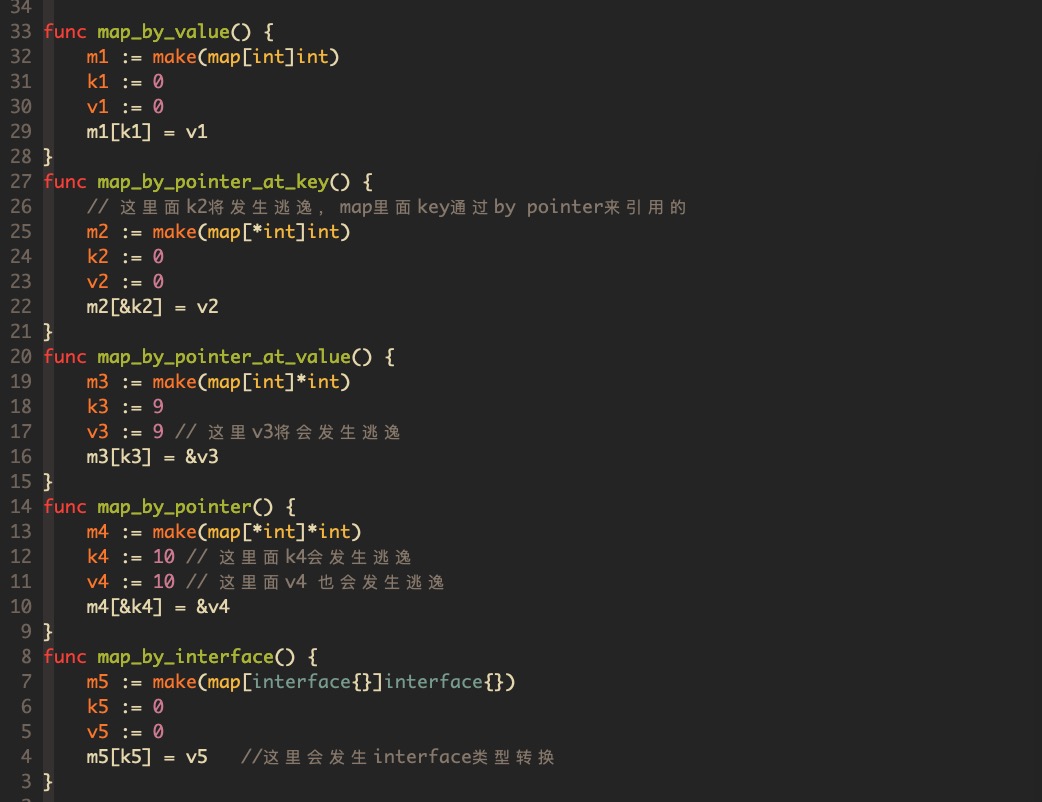 34
33 func map_by_value() {
32     m1 := make(map[int]int)
31     k1 := 0
30     v1 := 0
29     m1[k1] = v1
28 }
27 func map_by_pointer_at_key() {
26     // 这里面k2将发生逃逸, map里面key通过by pointer来引用的
25     m2 := make(map[*int]int)
24     k2 := 0
23     v2 := 0
22     m2[&k2] = v2
21 }
20 func map_by_pointer_at_value() {
19     m3 := make(map[int]*int)
18     k3 := 9
17     v3 := 9 // 这里v3将会发生逃逸
16     m3[k3] = &v3
15 }
14 func map_by_pointer() {
13     m4 := make(map[*int]*int)
12     k4 := 10 // 这里面k4会发生逃逸
11     v4 := 10 // 这里面v4 也会发生逃逸
10     m4[&k4] = &v4
9 }
8 func map_by_interface() {
7     m5 := make(map[interface{}]interface{})
6     k5 := 0
5     v5 := 0
4     m5[k5] = v5   //这里会发生interface类型转换
3 }